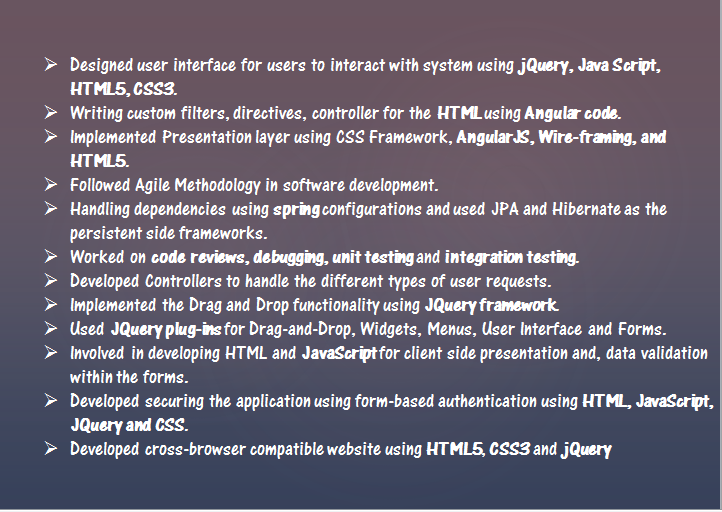 ➢ Designed user interface for users to interact with system using jQuery, Java Script,
HTML5, CSS3.
➢ Writing custom filters, directives, controller for the HTML using Angular code.
➢ Implemented Presentation layer using CSS Framework, AngularJS, Wire-framing, and
HTML5.
➢ Followed Agile Methodology in software development.
➢ Handling dependencies using spring configurations and used JPA and Hibernate as the
persistent side frameworks.
➢ Worked on code reviews, debugging, unit testing and integration testing.
➢ Developed Controllers to handle the different types of user requests.
➢ Implemented the Drag and Drop functionality using JQuery framework.
➢ Used JQuery plug-ins for Drag-and-Drop, Widgets, Menus, User Interface and Forms.
➢ Involved in developing HTML and JavaScript for client side presentation and, data validation
within the forms.
➢ Developed securing the application using form-based authentication using HTML, JavaScript,
JQuery and CSS.
➢ Developed cross-browser compatible website using HTML5, CSS3 and jQuery